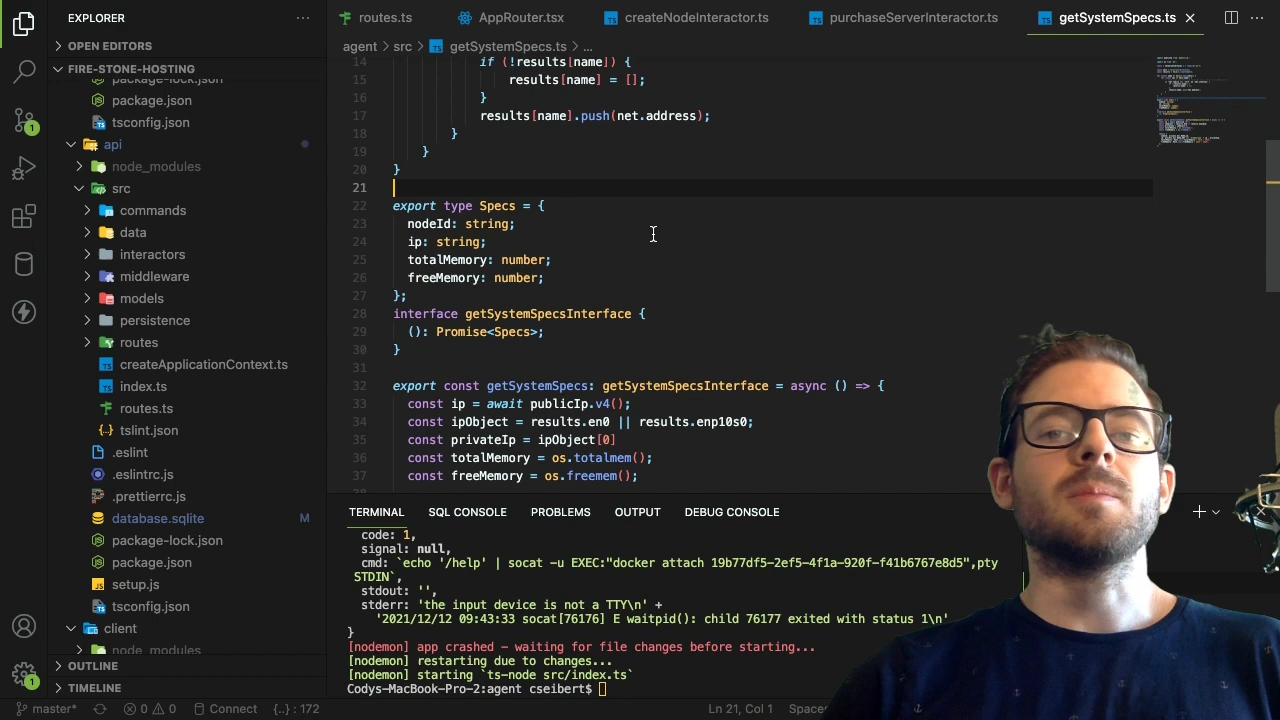 EXPLORER
routes.ts
AppRouter.tsx
createNodeInteractor.ts
purchaseServerInteractor.ts
getSystemSpecs.ts
OPEN EDITORS
FIRE-STONE-HOSTING
package-lock.json
package.json
tsconfig.json
api
node_modules
src
commands
data
interactors
middleware
models
persistence
routes
createApplicationContext.ts
index.ts
routes.ts
tslint.json
.eslint
.eslintrc.js
.prettierrc.js
database.sqlite M
package-lock.json
package.json
setup.js
tsconfig.json
client
node_modules
OUTLINE
TIMELINE
1
1
agent > src > getSystemSpecs.ts > ...
14 if (!results[name]) {
15 results[name] = [];
16 }
17 results[name].push(net.address);
18 }
19 }
20 }
21
22 export type Specs = {
23 nodeId: string;
24 ip: string;
25 totalMemory: number;
26 freeMemory: number;
27 };
28 interface getSystemSpecsInterface {
29 (): Promise<Specs>;
30 }
31
32 export const getSystemSpecs: getSystemSpecsInterface = async () => {
33 const ip = await publicIp.v4();
34 const ipObject = results.en0 || results.enp10s0;
35 const privateIp = ipObject[0]
36 const totalMemory = os.totalmem();
37 const freeMemory = os.freemem();
TERMINAL SQL CONSOLE PROBLEMS OUTPUT DEBUG CONSOLE
code: 1,
signal: null,
cmd: `echo '/help' | socat -u EXEC:"docker attach 19b77df5-2ef5-4f1a-920f-f41b6767e8d5",pty
STDIN`,
stdout: '',
stderr: 'the input device is not a TTY\n' +
'2021/12/12 09:43:33 socat[76176] E waitpid(): child 76177 exited with status 1\n'
}
[nodemon] app crashed - waiting for file changes before starting...
[nodemon] restarting due to changes...
[nodemon] starting `ts-node src/index.ts`
Codys-MacBook-Pro-2:agent cseibert$
master* 0 0 Connect {..} : 172 Ln 21, Col 1